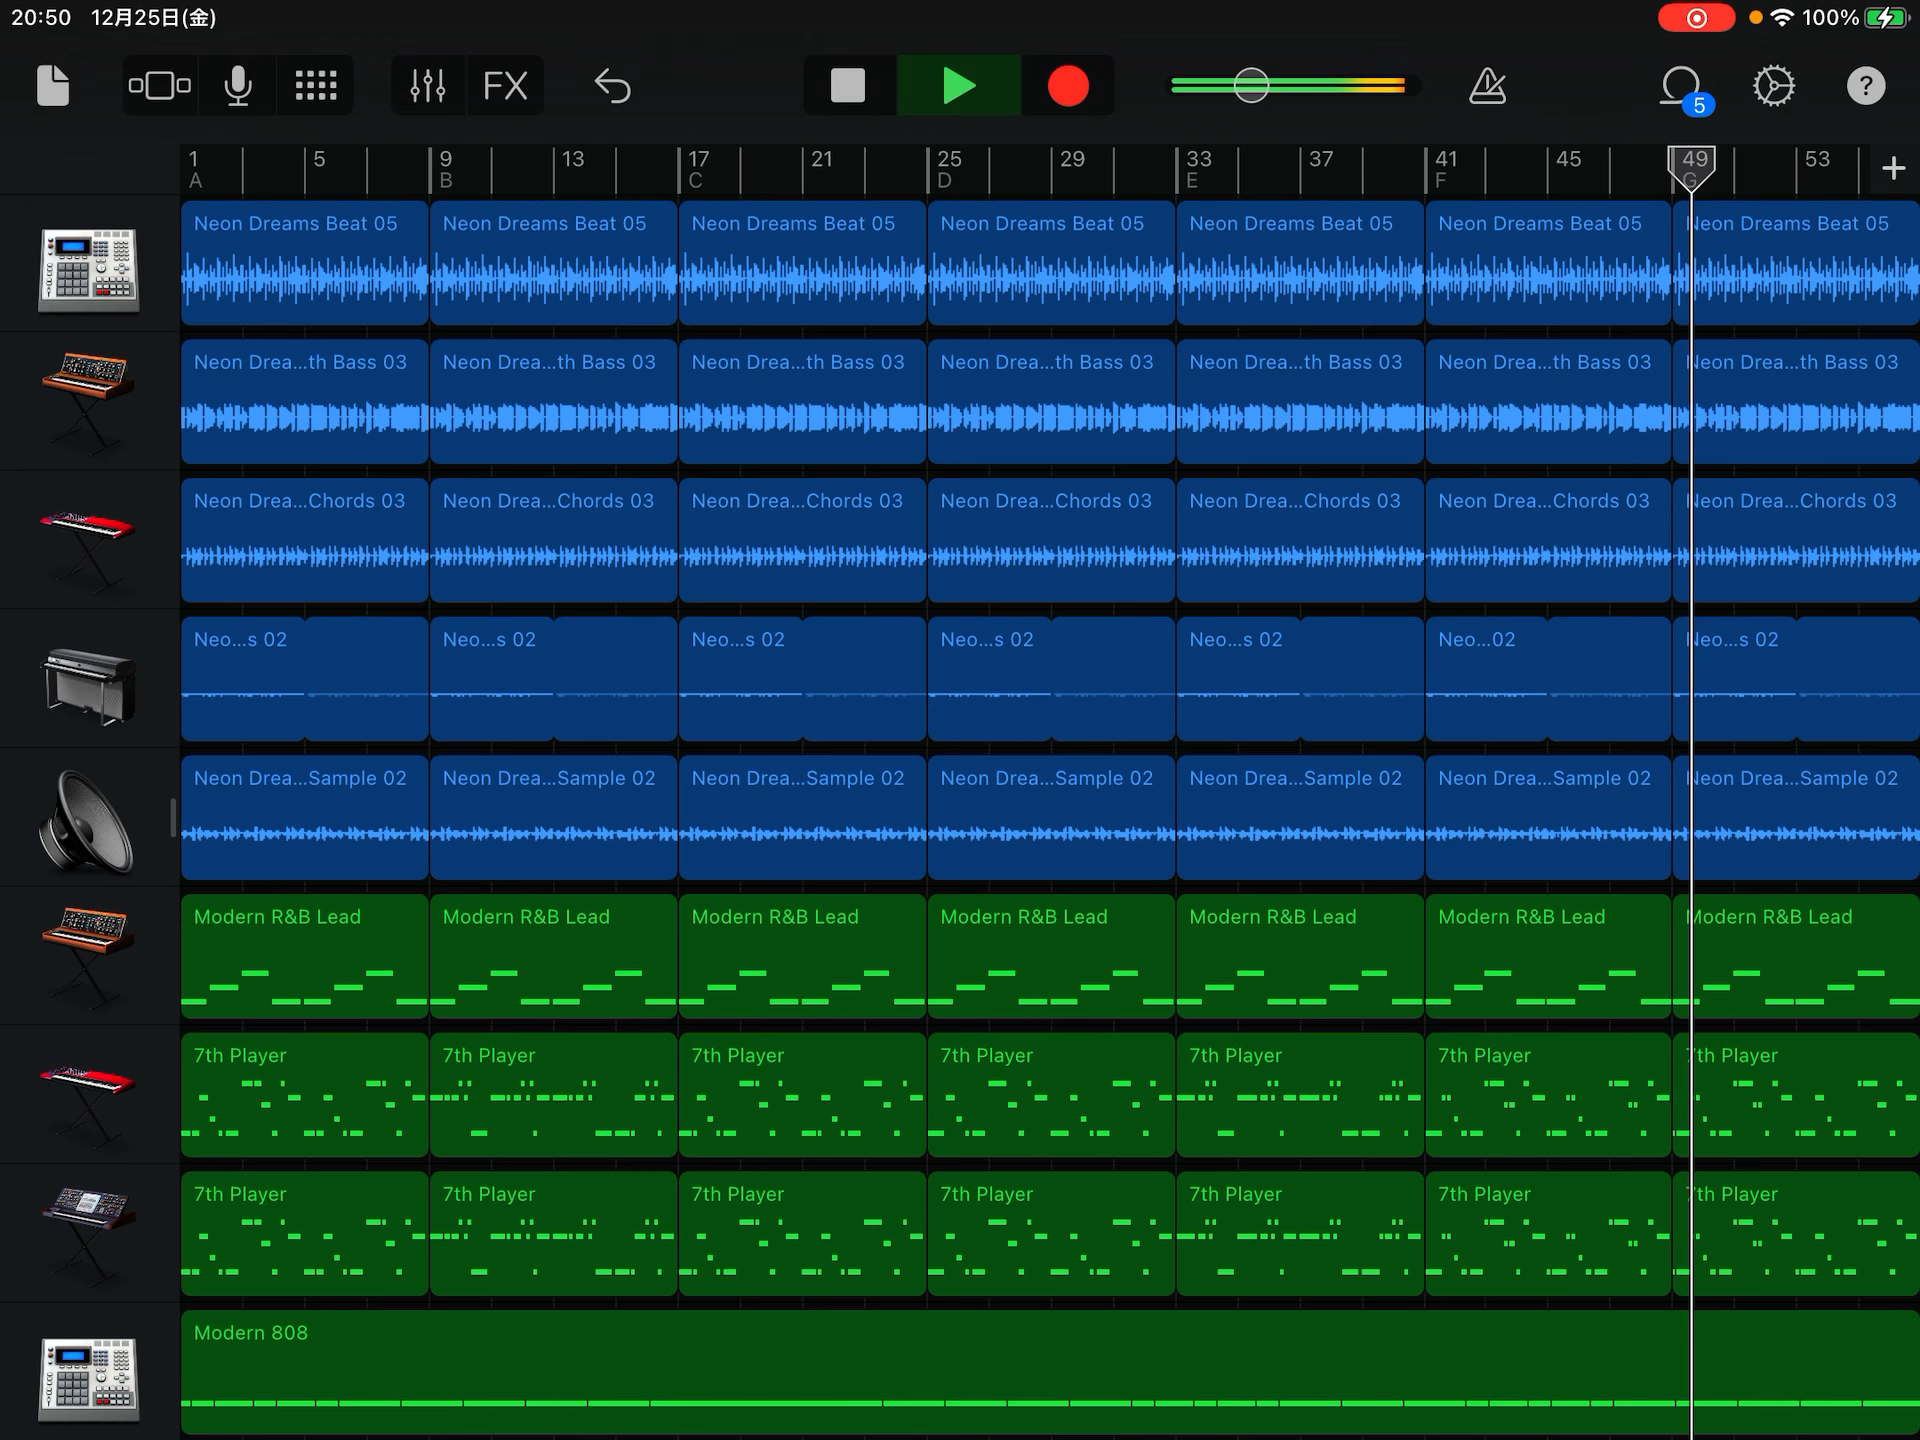 20:50 12月25日(金) 100%
FX 5 ?
1 5 9 13 17 21 25 29 33 37 41 45 49 53
A B C D E F G
Neon Dreams Beat 05 Neon Dreams Beat 05 Neon Dreams Beat 05 Neon Dreams Beat 05 Neon Dreams Beat 05 Neon Dreams Beat 05 Neon Dreams Beat 05
Neon Drea...th Bass 03 Neon Drea...th Bass 03 Neon Drea...th Bass 03 Neon Drea...th Bass 03 Neon Drea...th Bass 03 Neon Drea...th Bass 03 Neon Drea...th Bass 03
Neon Drea...Chords 03 Neon Drea...Chords 03 Neon Drea...Chords 03 Neon Drea...Chords 03 Neon Drea...Chords 03 Neon Drea...Chords 03 Neon Drea...Chords 03
Neo...s 02 Neo...s 02 Neo...s 02 Neo...s 02 Neo...s 02 Neo...02 Neo...s 02
Neon Drea...Sample 02 Neon Drea...Sample 02 Neon Drea...Sample 02 Neon Drea...Sample 02 Neon Drea...Sample 02 Neon Drea...Sample 02 Neon Drea...Sample 02
Modern R&B Lead Modern R&B Lead Modern R&B Lead Modern R&B Lead Modern R&B Lead Modern R&B Lead Modern R&B Lead
7th Player 7th Player 7th Player 7th Player 7th Player 7th Player 7th Player
7th Player 7th Player 7th Player 7th Player 7th Player 7th Player 7th Player
Modern 808